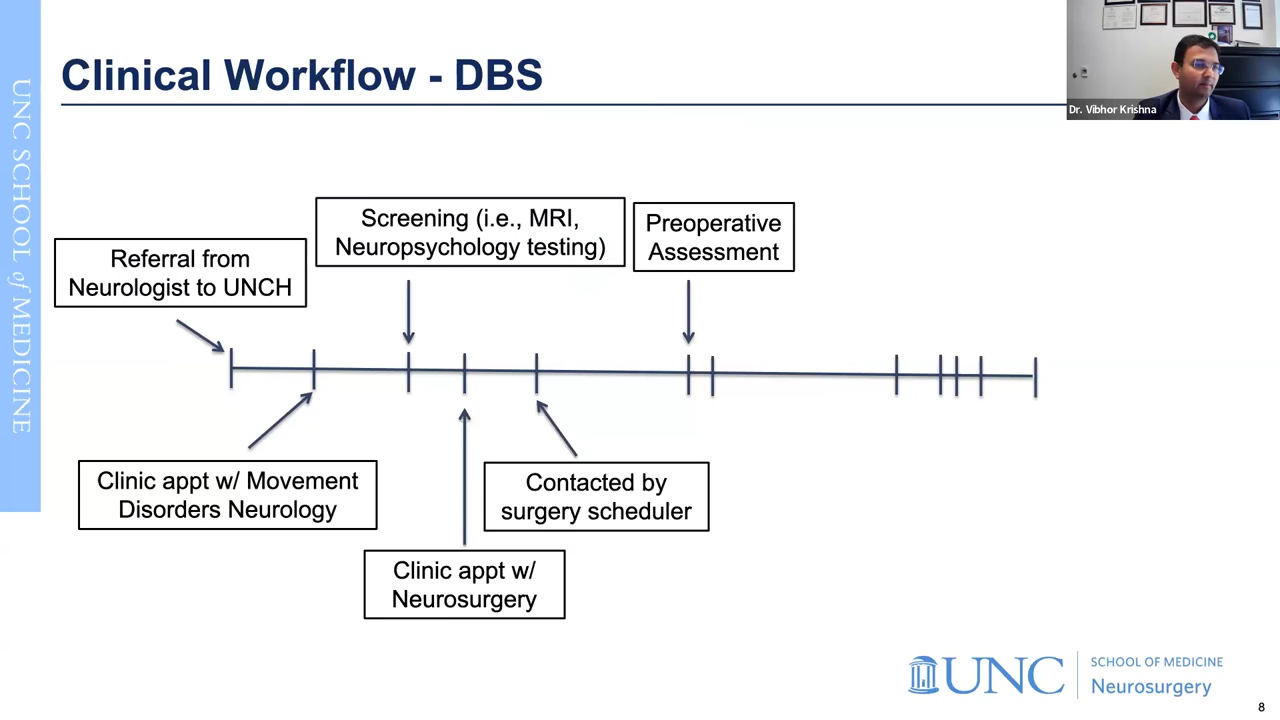 Clinical Workflow - DBS
Dr. Vibhor Krishna
UNC SCHOOL of MEDICINE
Referral from
Neurologist to UNCH
Screening (i.e., MRI,
Neuropsychology testing)
Preoperative
Assessment
Clinic appt w/ Movement
Disorders Neurology
Clinic appt w/
Neurosurgery
Contacted by
surgery scheduler
UNC
SCHOOL OF MEDICINE
Neurosurgery
8